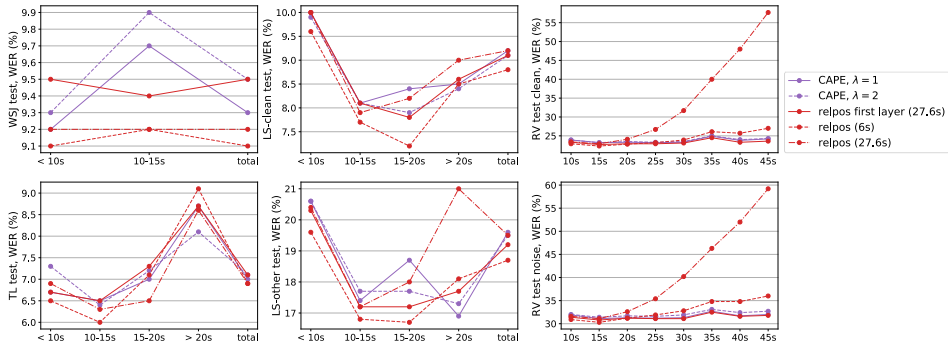 WSJ test, WER (%)
9.9
9.8
9.7
9.6
9.5
9.4
9.3
9.2
9.1
< 10s
10-15s
total
LS-clean test, WER (%)
10.0
9.5
9.0
8.5
8.0
7.5
< 10s
10-15s
15-20s
> 20s
total
RV test clean, WER (%)
55
50
45
40
35
30
25
10s
15s
20s
25s
30s
35s
40s
45s
CAPE, λ = 1
CAPE, λ = 2
relpos first layer (27.6s)
relpos (6s)
relpos (27.6s)
TL test, WER (%)
9.0
8.5
8.0
7.5
7.0
6.5
6.0
< 10s
10-15s
15-20s
> 20s
total
LS-other test, WER (%)
21
20
19
18
17
< 10s
10-15s
15-20s
> 20s
total
RV test noise, WER (%)
60
55
50
45
40
35
30
10s
15s
20s
25s
30s
35s
40s
45s